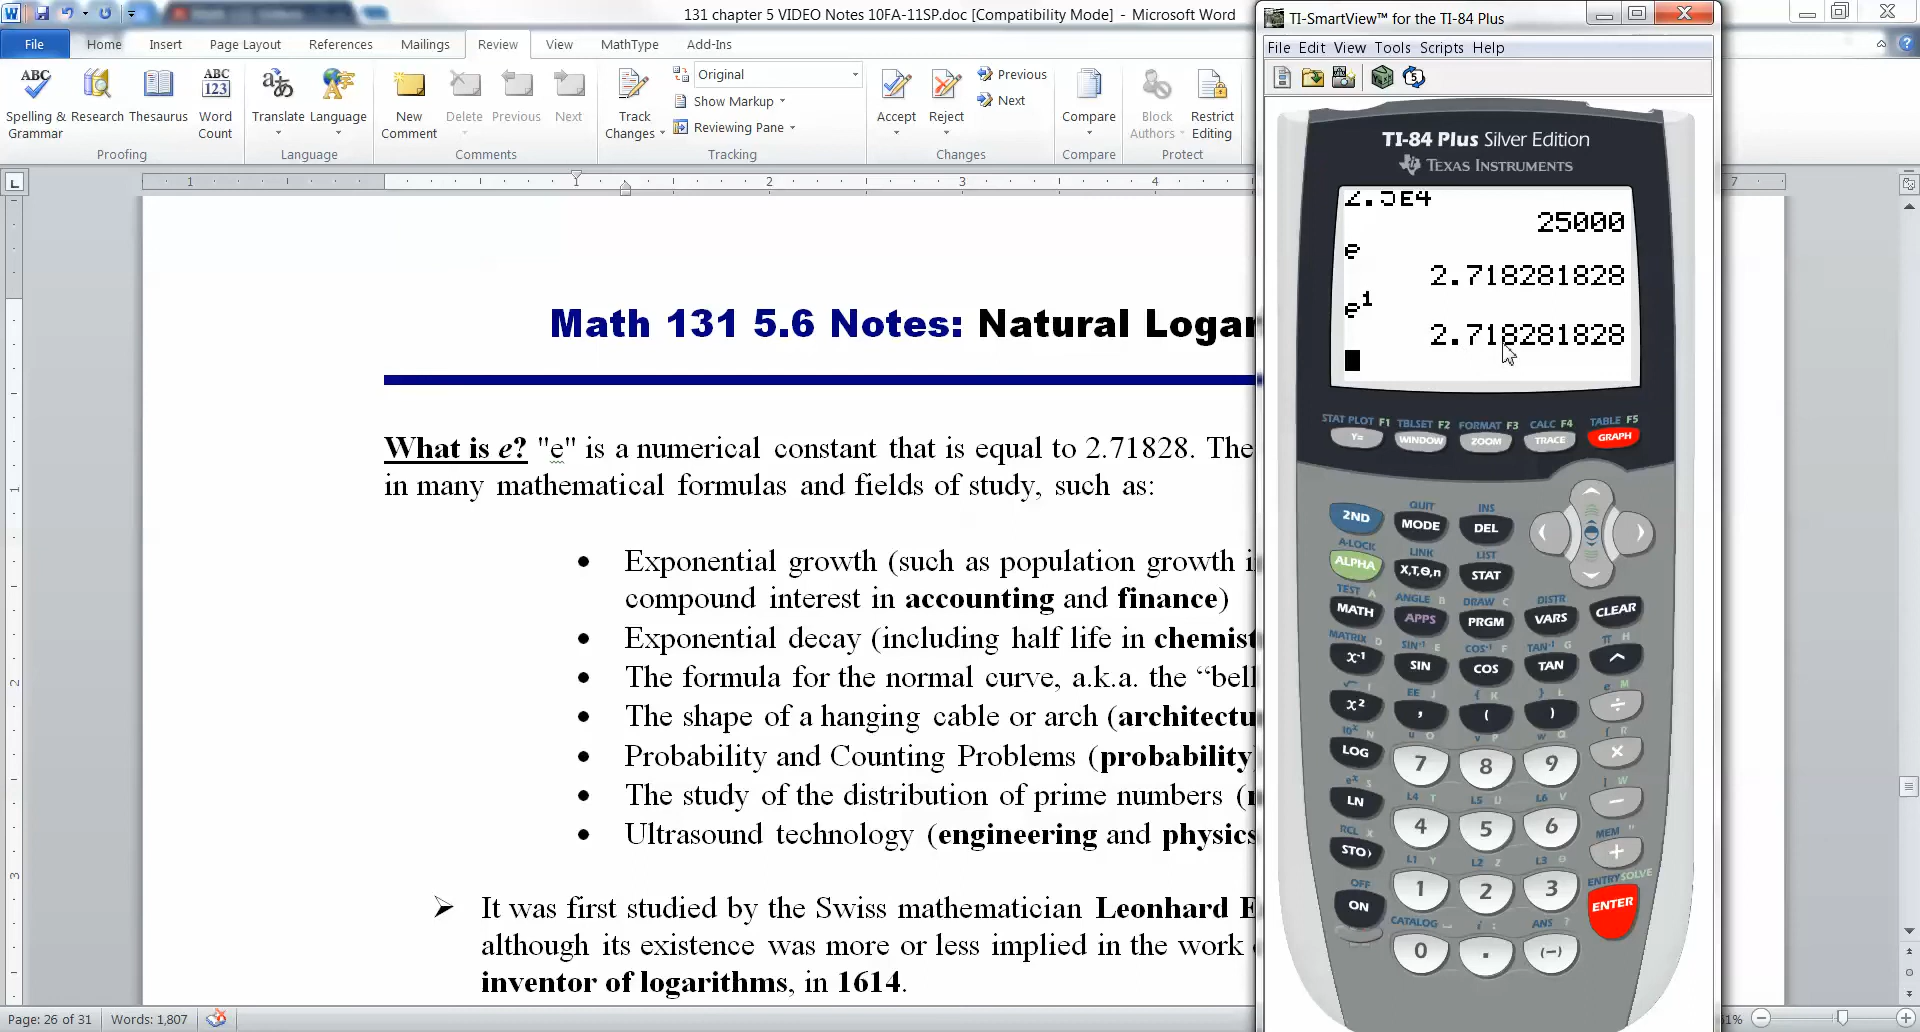 131 chapter 5 VIDEO Notes 10FA-11SP.doc [Compatibility Mode] - Microsoft Word
File Home Insert Page Layout References Mailings Review View MathType Add-Ins
ABC Spelling & Grammar
Research
Thesaurus
ABC 123 Word Count
Proofing
Translate
Language
Language
New Comment
Delete
Previous
Next
Comments
Track Changes
Original
Show Markup
Reviewing Pane
Tracking
Accept
Reject
Previous
Next
Changes
Compare
Compare
Block Authors
Restrict Editing
Protect
1 1 2 3 4 7
Math 131 5.6 Notes: Natural Logar
What is e? "e" is a numerical constant that is equal to 2.71828. The
in many mathematical formulas and fields of study, such as:
• Exponential growth (such as population growth i
compound interest in accounting and finance)
• Exponential decay (including half life in chemist
• The formula for the normal curve, a.k.a. the “bell
• The shape of a hanging cable or arch (architectu
• Probability and Counting Problems (probability)
• The study of the distribution of prime numbers (
• Ultrasound technology (engineering and physics
➢ It was first studied by the Swiss mathematician Leonhard E
although its existence was more or less implied in the work
inventor of logarithms, in 1614.
Page: 26 of 31 Words: 1,807
TI-SmartView™ for the TI-84 Plus
File Edit View Tools Scripts Help
TI-84 Plus Silver Edition
TEXAS INSTRUMENTS
2.5E4
25000
e
2.718281828
e¹
2.718281828
STAT PLOT F1 TBLSET F2 FORMAT F3 CALC F4 TABLE F5
Y= WINDOW ZOOM TRACE GRAPH
QUIT INS
2ND MODE DEL
A-LOCK LINK LIST
ALPHA X,T,Θ,n STAT
TEST A ANGLE B DRAW C DISTR
MATH APPS PRGM VARS CLEAR
MATRIX D SIN⁻¹ E COS⁻¹ F TAN⁻¹ G π H
x⁻¹ SIN COS TAN ^
√ I EE J { K } L e M
x² , ( ) ÷
10ˣ N u O v P w Q [ R
LOG 7 8 9 ×
eˣ S L4 T L5 U L6 V ] W
LN 4 5 6 −
RCL X L1 Y L2 Z L3 θ MEM "
STO› 1 2 3 +
OFF CATALOG i : ANS ? ENTRY SOLVE
ON 0 . (−) ENTER